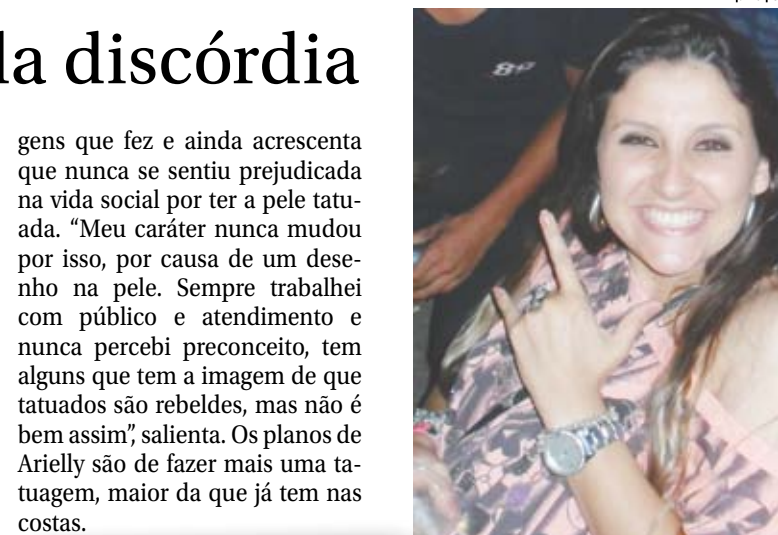 la discórdia
gens que fez e ainda acrescenta
que nunca se sentiu prejudicada
na vida social por ter a pele tatu-
ada. “Meu caráter nunca mudou
por isso, por causa de um dese-
nho na pele. Sempre trabalhei
com público e atendimento e
nunca percebi preconceito, tem
alguns que tem a imagem de que
tatuados são rebeldes, mas não é
bem assim”, salienta. Os planos de
Arielly são de fazer mais uma ta-
tuagem, maior da que já tem nas
costas.